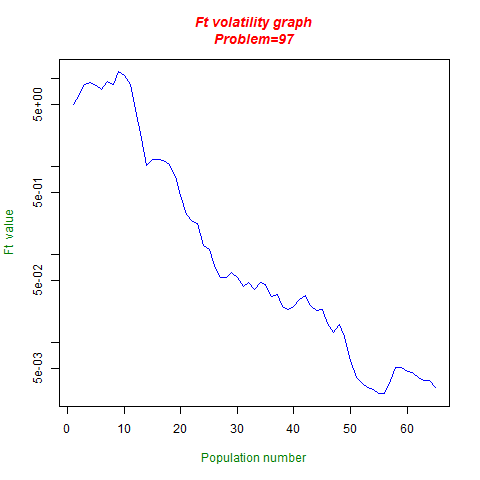 Ft volatility graph
Problem=97
5e+00
5e-01
5e-02
5e-03
Ft value
0 10 20 30 40 50 60
Population number